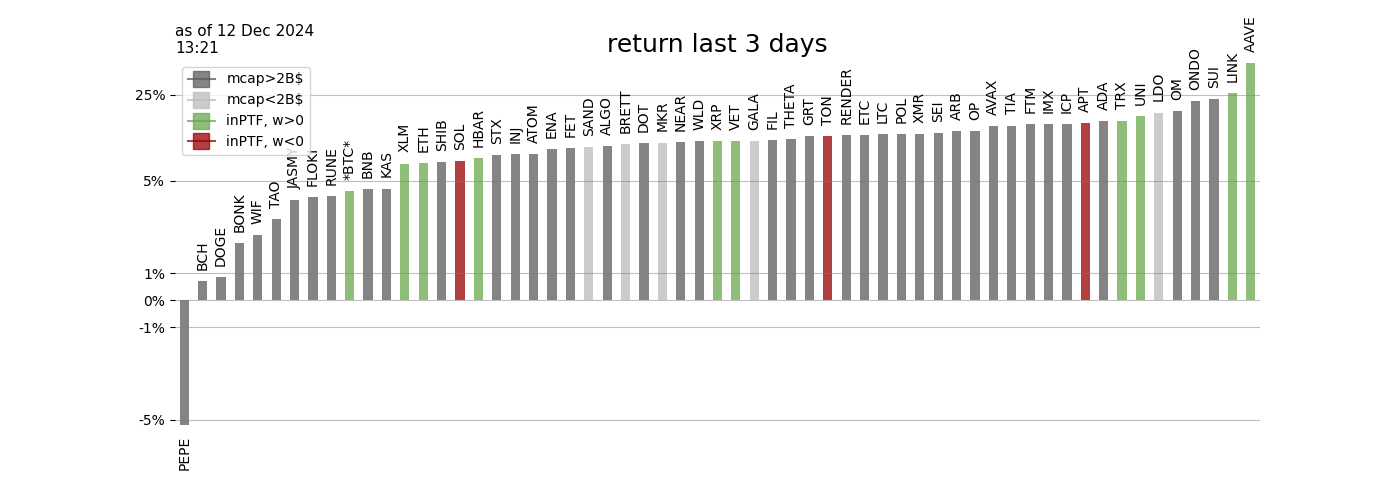 as of 12 Dec 2024
13:21
return last 3 days
mcap>2B$
mcap<2B$
inPTF, w>0
inPTF, w<0
25%
5%
1%
0%
-1%
-5%
PEPE
BCH
DOGE
BONK
WIF
TAO
JASMY
FLOKI
RUNE
*BTC*
BNB
KAS
XLM
ETH
SHIB
SOL
HBAR
STX
INJ
ATOM
ENA
FET
SAND
ALGO
BRETT
DOT
MKR
NEAR
WLD
XRP
VET
GALA
FIL
THETA
GRT
TON
RENDER
ETC
LTC
POL
XMR
SEI
ARB
OP
AVAX
TIA
FTM
IMX
ICP
APT
ADA
TRX
UNI
LDO
OM
ONDO
SUI
LINK
AAVE